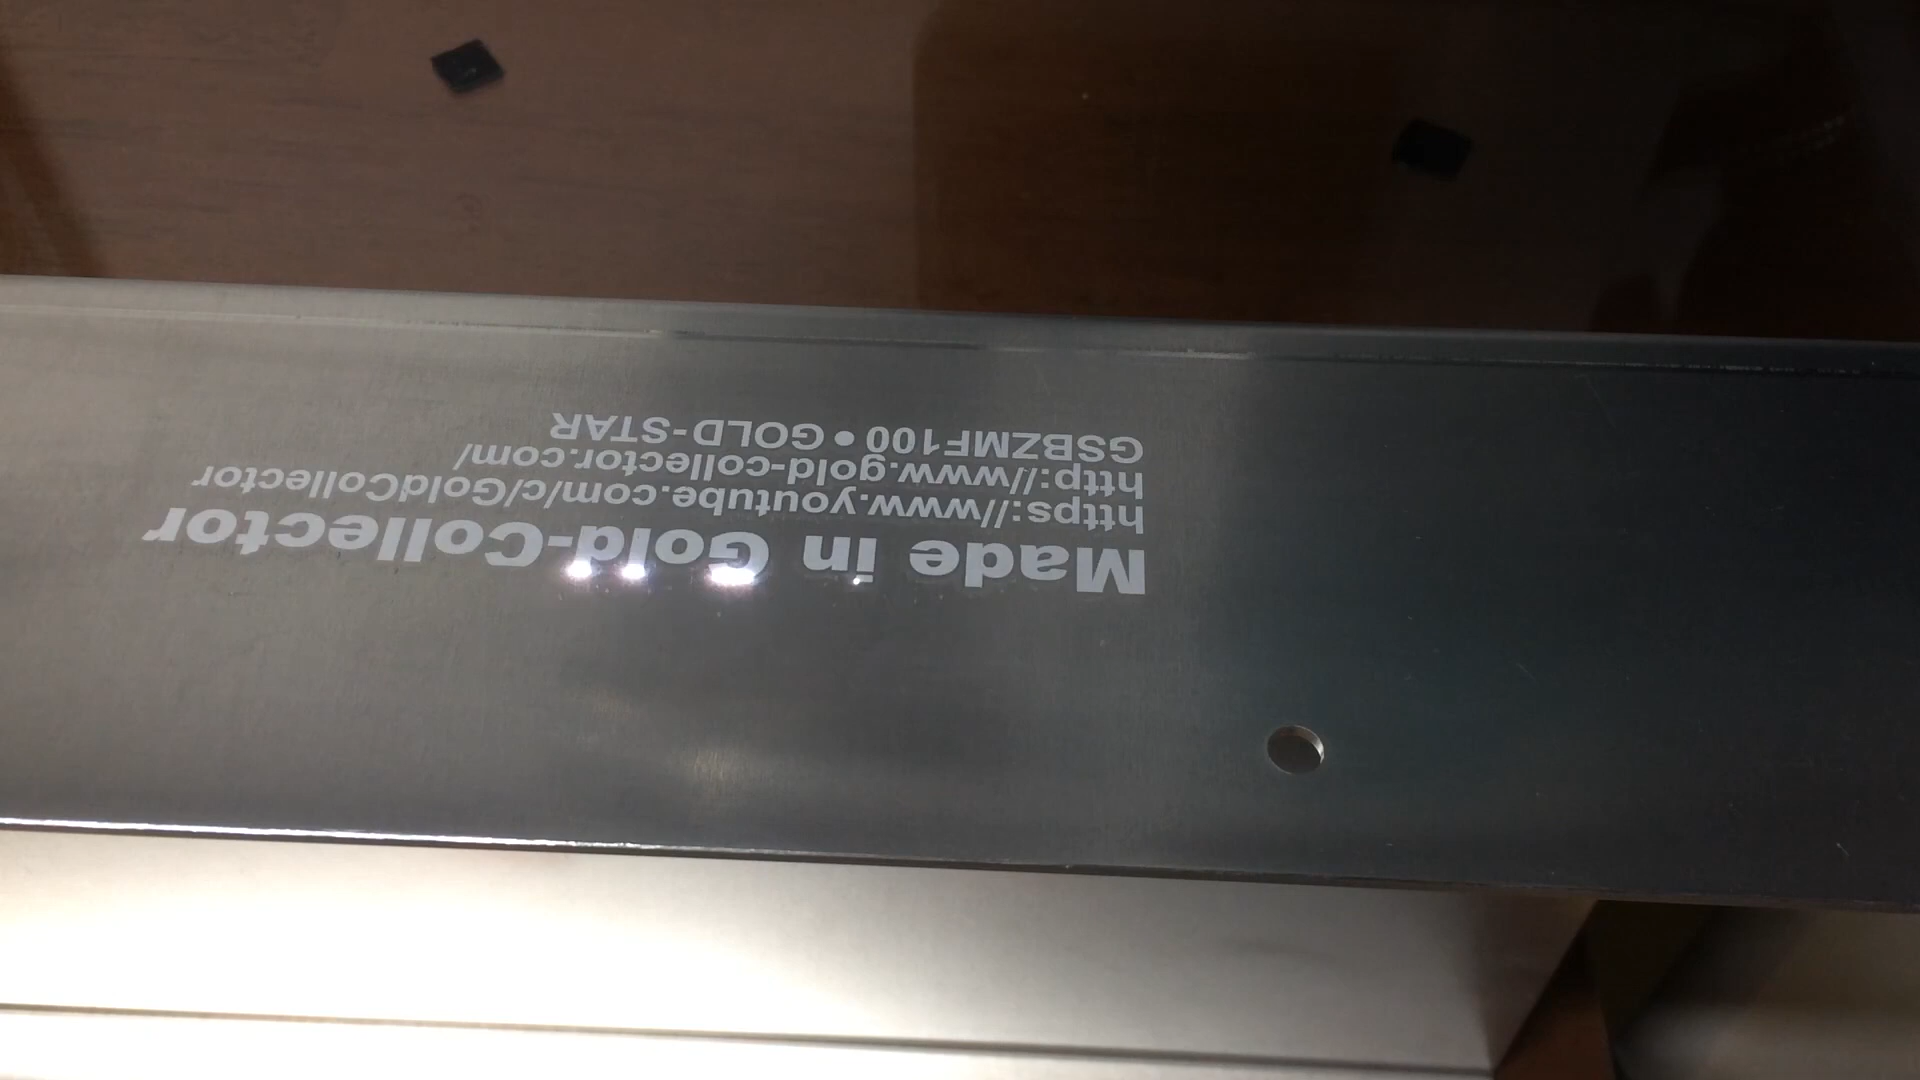 Made in Gold-Collector
https://www.youtube.com/c/GoldCollector
http://www.gold-collector.com/
GSBZMF100 ● GOLD-STAR